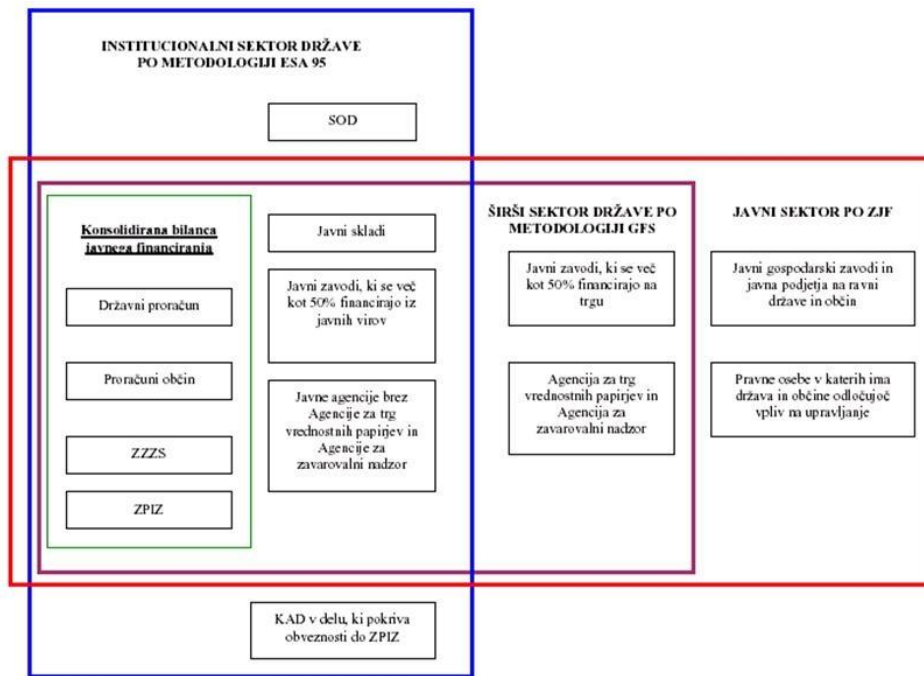 INSTITUCIONALNI SEKTOR DRŽAVE
PO METODOLOGIJI ESA 95
SOD
Konsolidirana bilanca
javnega financiranja
Državni proračun
Proračuni občin
ZZZS
ZPIZ
Javni skladi
Javni zavodi, ki se več
kot 50% financirajo iz
javnih virov
Javne agencije brez
Agencije za trg
vrednostnih papirjev in
Agencije za
zavarovalni nadzor
ŠIRŠI SEKTOR DRŽAVE PO
METODOLOGIJI GFS
Javni zavodi, ki se več
kot 50% financirajo na
trgu
Agencija za trg
vrednostnih papirjev in
Agencija za
zavarovalni nadzor
JAVNI SEKTOR PO ZJF
Javni gospodarski zavodi in
javna podjetja na ravni
države in občin
Pravne osebe v katerih ima
država in občine odločujoč
vpliv na upravljanje
KAD v delu, ki pokriva
obveznosti do ZPIZ